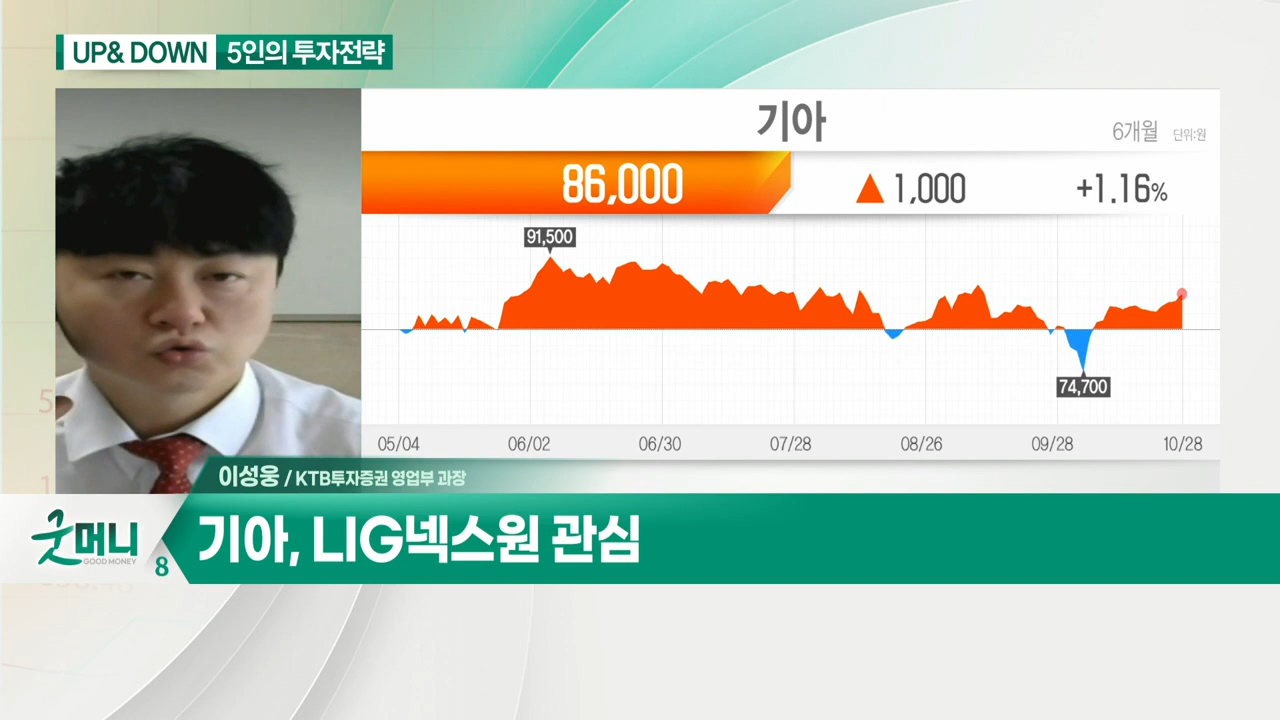 UP& DOWN 5인의 투자전략
기아
6개월 단위:원
86,000 ▲ 1,000 +1.16%
91,500
74,700
05/04 06/02 06/30 07/28 08/26 09/28 10/28
이성웅 / KTB투자증권 영업부 과장
굿머니
GOOD MONEY
8
기아, LIG넥스원 관심